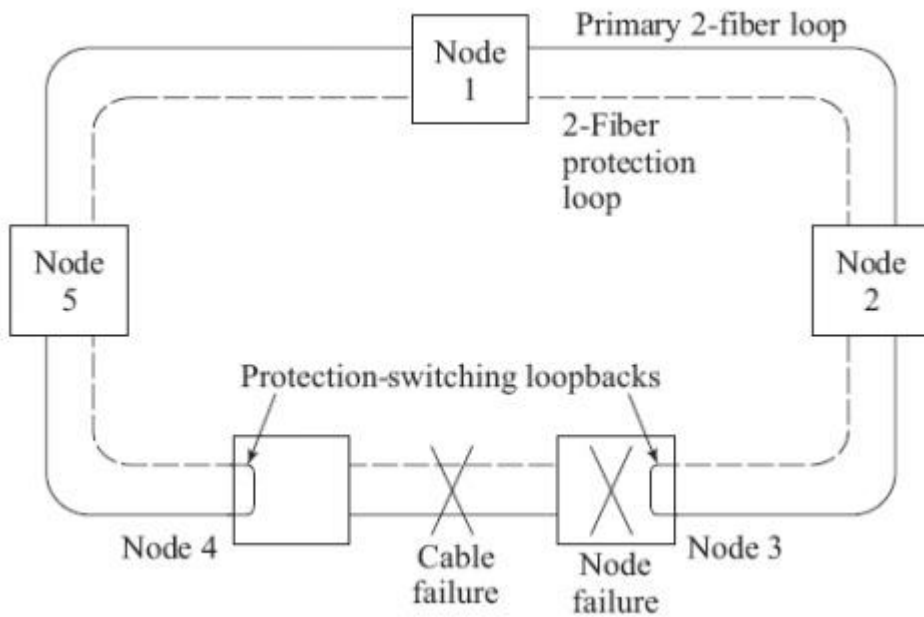 Primary 2-fiber loop
Node
1
2-Fiber
protection
loop
Node
5
Node
2
Protection-switching loopbacks
Node 4
Cable
failure
Node
failure
Node 3